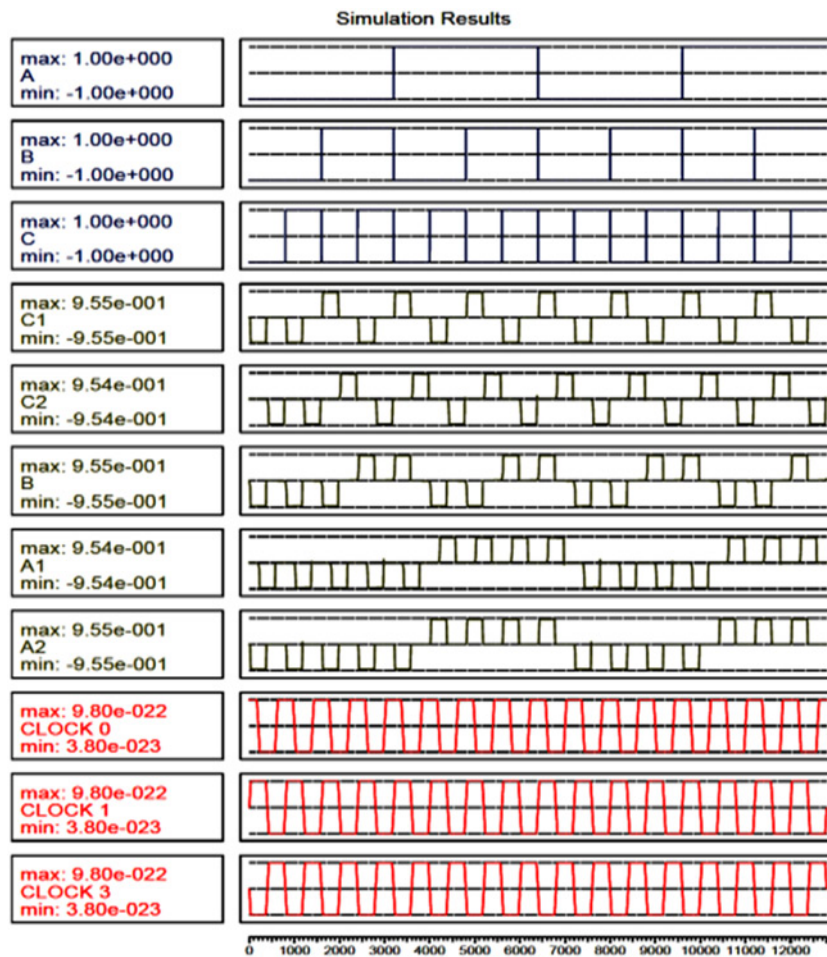 Simulation Results
max: 1.00e+000
A
min: -1.00e+000
max: 1.00e+000
B
min: -1.00e+000
max: 1.00e+000
C
min: -1.00e+000
max: 9.55e-001
C1
min: -9.55e-001
max: 9.54e-001
C2
min: -9.54e-001
max: 9.55e-001
B
min: -9.55e-001
max: 9.54e-001
A1
min: -9.54e-001
max: 9.55e-001
A2
min: -9.55e-001
max: 9.80e-022
CLOCK 0
min: 3.80e-023
max: 9.80e-022
CLOCK 1
min: 3.80e-023
max: 9.80e-022
CLOCK 3
min: 3.80e-023
0 1000 2000 3000 4000 5000 6000 7000 8000 9000 10000 11000 12000